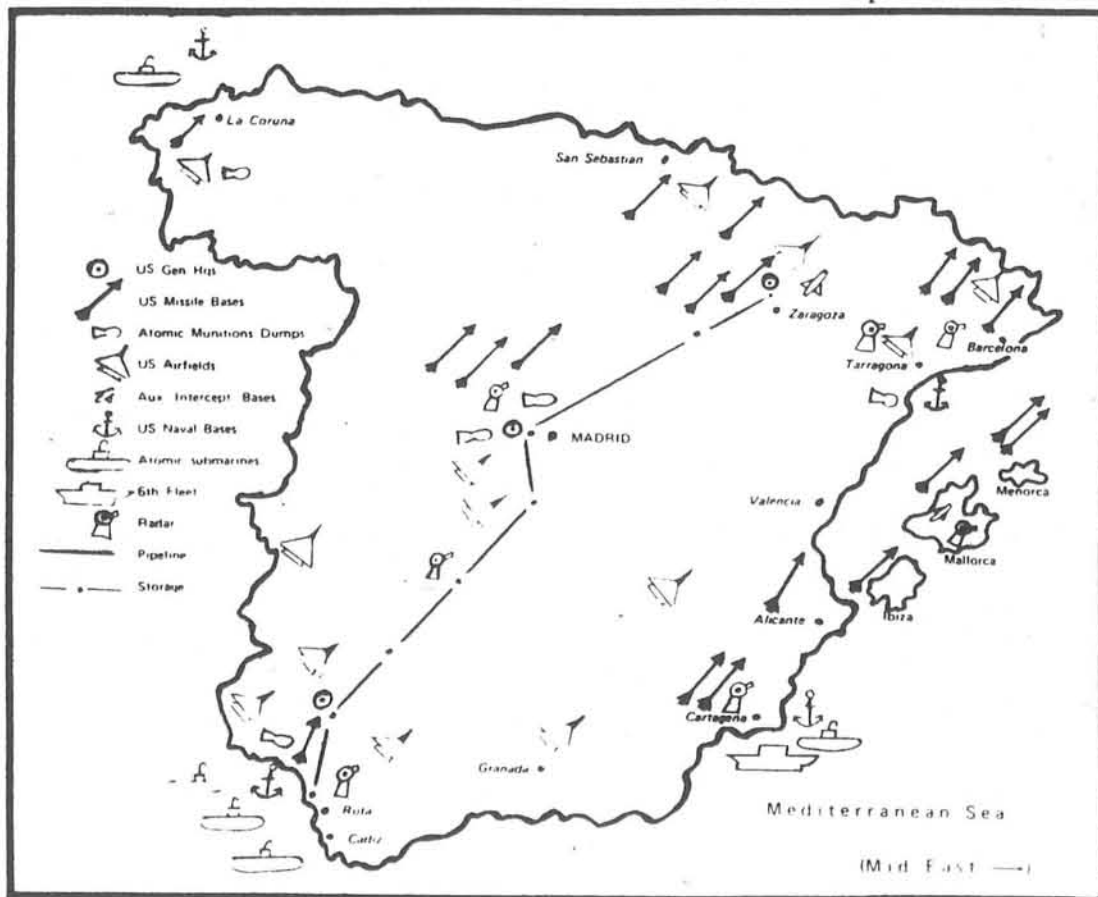 La Coruna
San Sebastian
US Gen Hqs
US Missile Bases
Atomic Munitions Dumps
US Airfields
Aux Intercept Bases
US Naval Bases
Atomic submarines
6th Fleet
Radar
Pipeline
Storage
Zaragoza
Barcelona
Tarragona
MADRID
Menorca
Valencia
Mallorca
Ibiza
Alicante
Cartagena
Granada
Rota
Cadiz
Mediterranean Sea
(Mid East →)